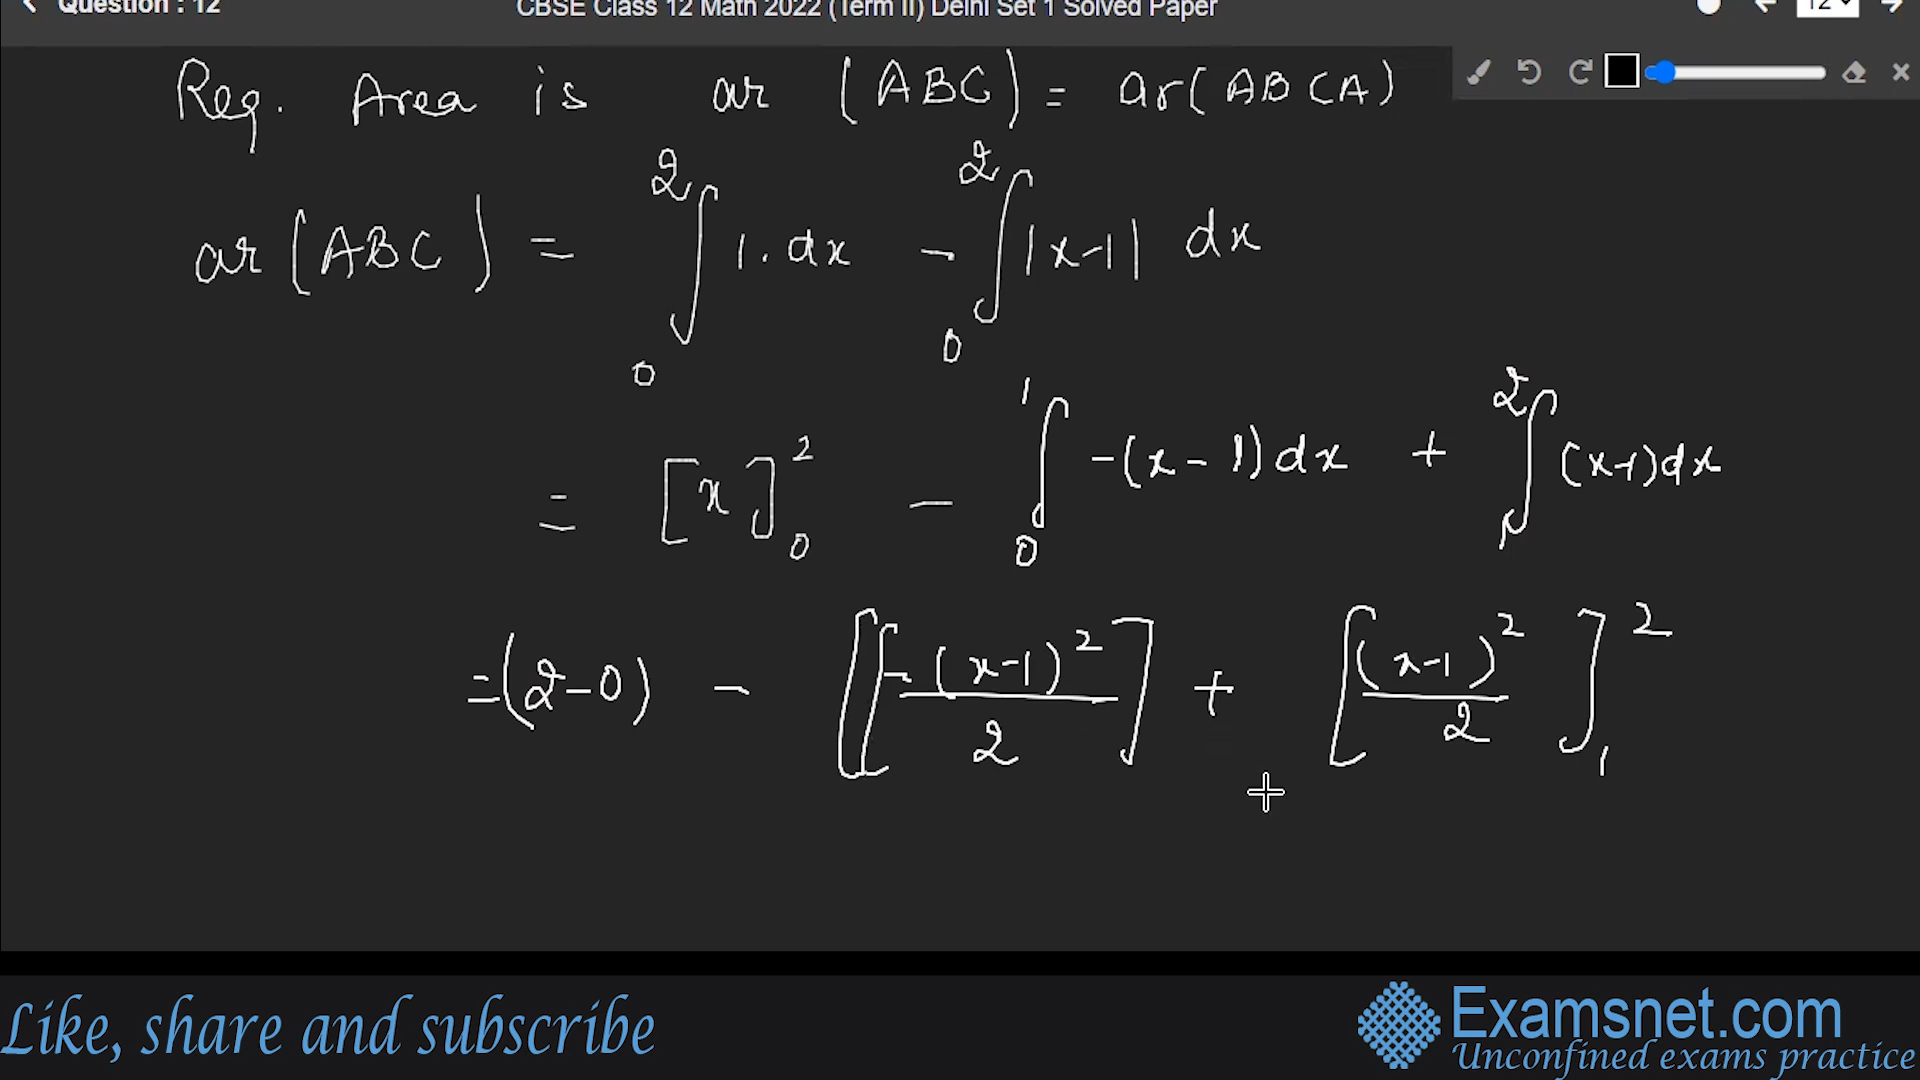 Question : 12
CBSE Class 12 Math 2022 (Term II) Delhi Set 1 Solved Paper
12
Req. Area is ar (ABC) = ar(ABCA)
ar (ABC) = ∫₀² 1. dx - ∫₀² |x-1| dx
= [x]₀² - ∫₀¹ -(x-1)dx + ∫₁² (x-1)dx
= (2-0) - [[-(x-1)²/2] + [(x-1)²/2]₁²
Like, share and subscribe
Examsnet.com
Unconfined exams practice